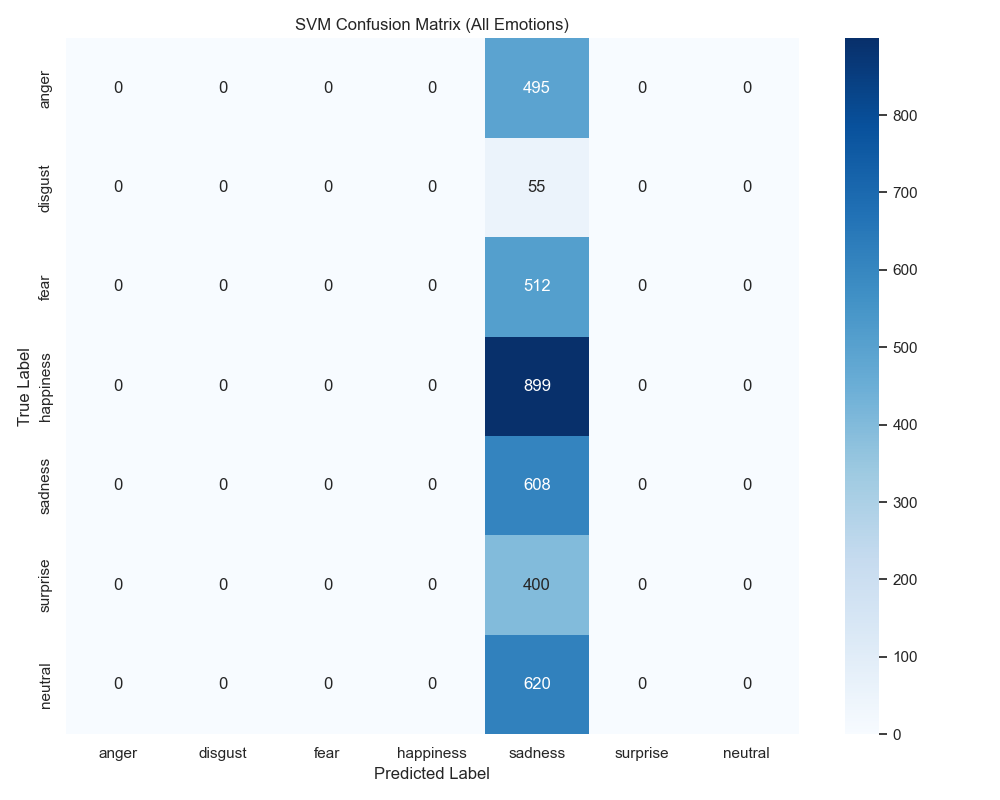 SVM Confusion Matrix (All Emotions)
True Label
anger 0 0 0 0 495 0 0
disgust 0 0 0 0 55 0 0
fear 0 0 0 0 512 0 0
happiness 0 0 0 0 899 0 0
sadness 0 0 0 0 608 0 0
surprise 0 0 0 0 400 0 0
neutral 0 0 0 0 620 0 0
anger disgust fear happiness sadness surprise neutral
Predicted Label
800
700
600
500
400
300
200
100
0